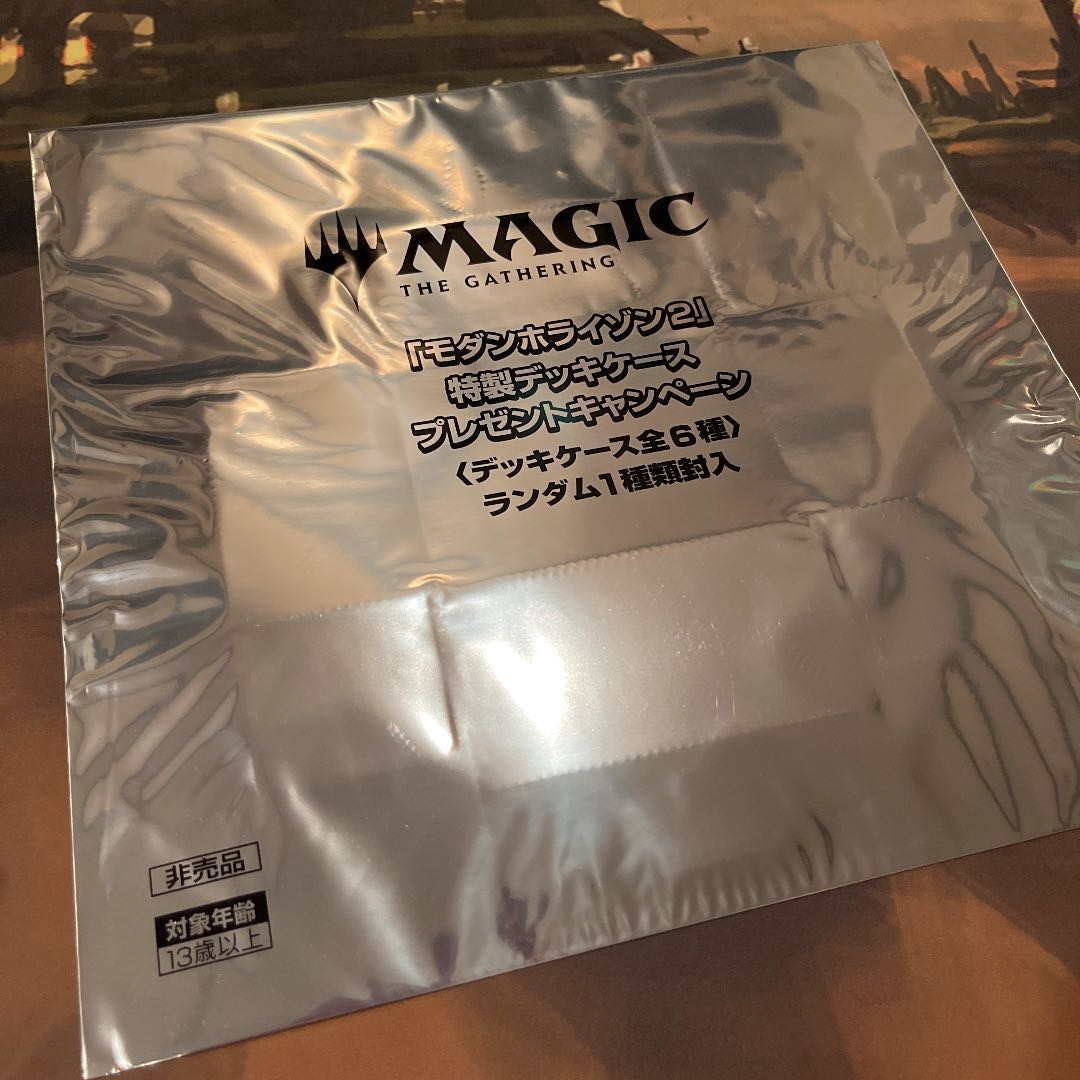 MAGIC
THE GATHERING
「モダンホライゾン2」
特製デッキケース
プレゼントキャンペーン
〈デッキケース全6種〉
ランダム1種類封入
非売品
対象年齢
13歳以上